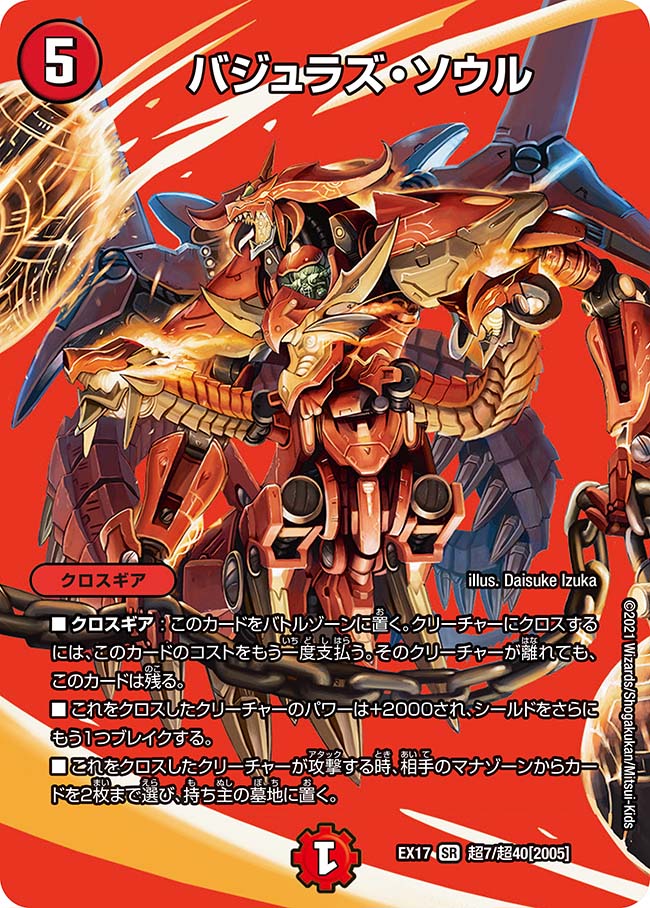 5
バジュラズ・ソウル
クロスギア
illus. Daisuke Izuka
■クロスギア：このカードをバトルゾーンに置く。クリーチャーにクロスする
には、このカードのコストをもう一度支払う。そのクリーチャーが離れても、
このカードは残る。
■これをクロスしたクリーチャーのパワーは+2000され、シールドをさらに
もう1つブレイクする。
■これをクロスしたクリーチャーが攻撃する時、相手のマナゾーンからカー
ドを2枚まで選び、持ち主の墓地に置く。
©2021 Wizards/Shogakukan/Mitsui-Kids
1
EX17 SR 超7/超40[2005]